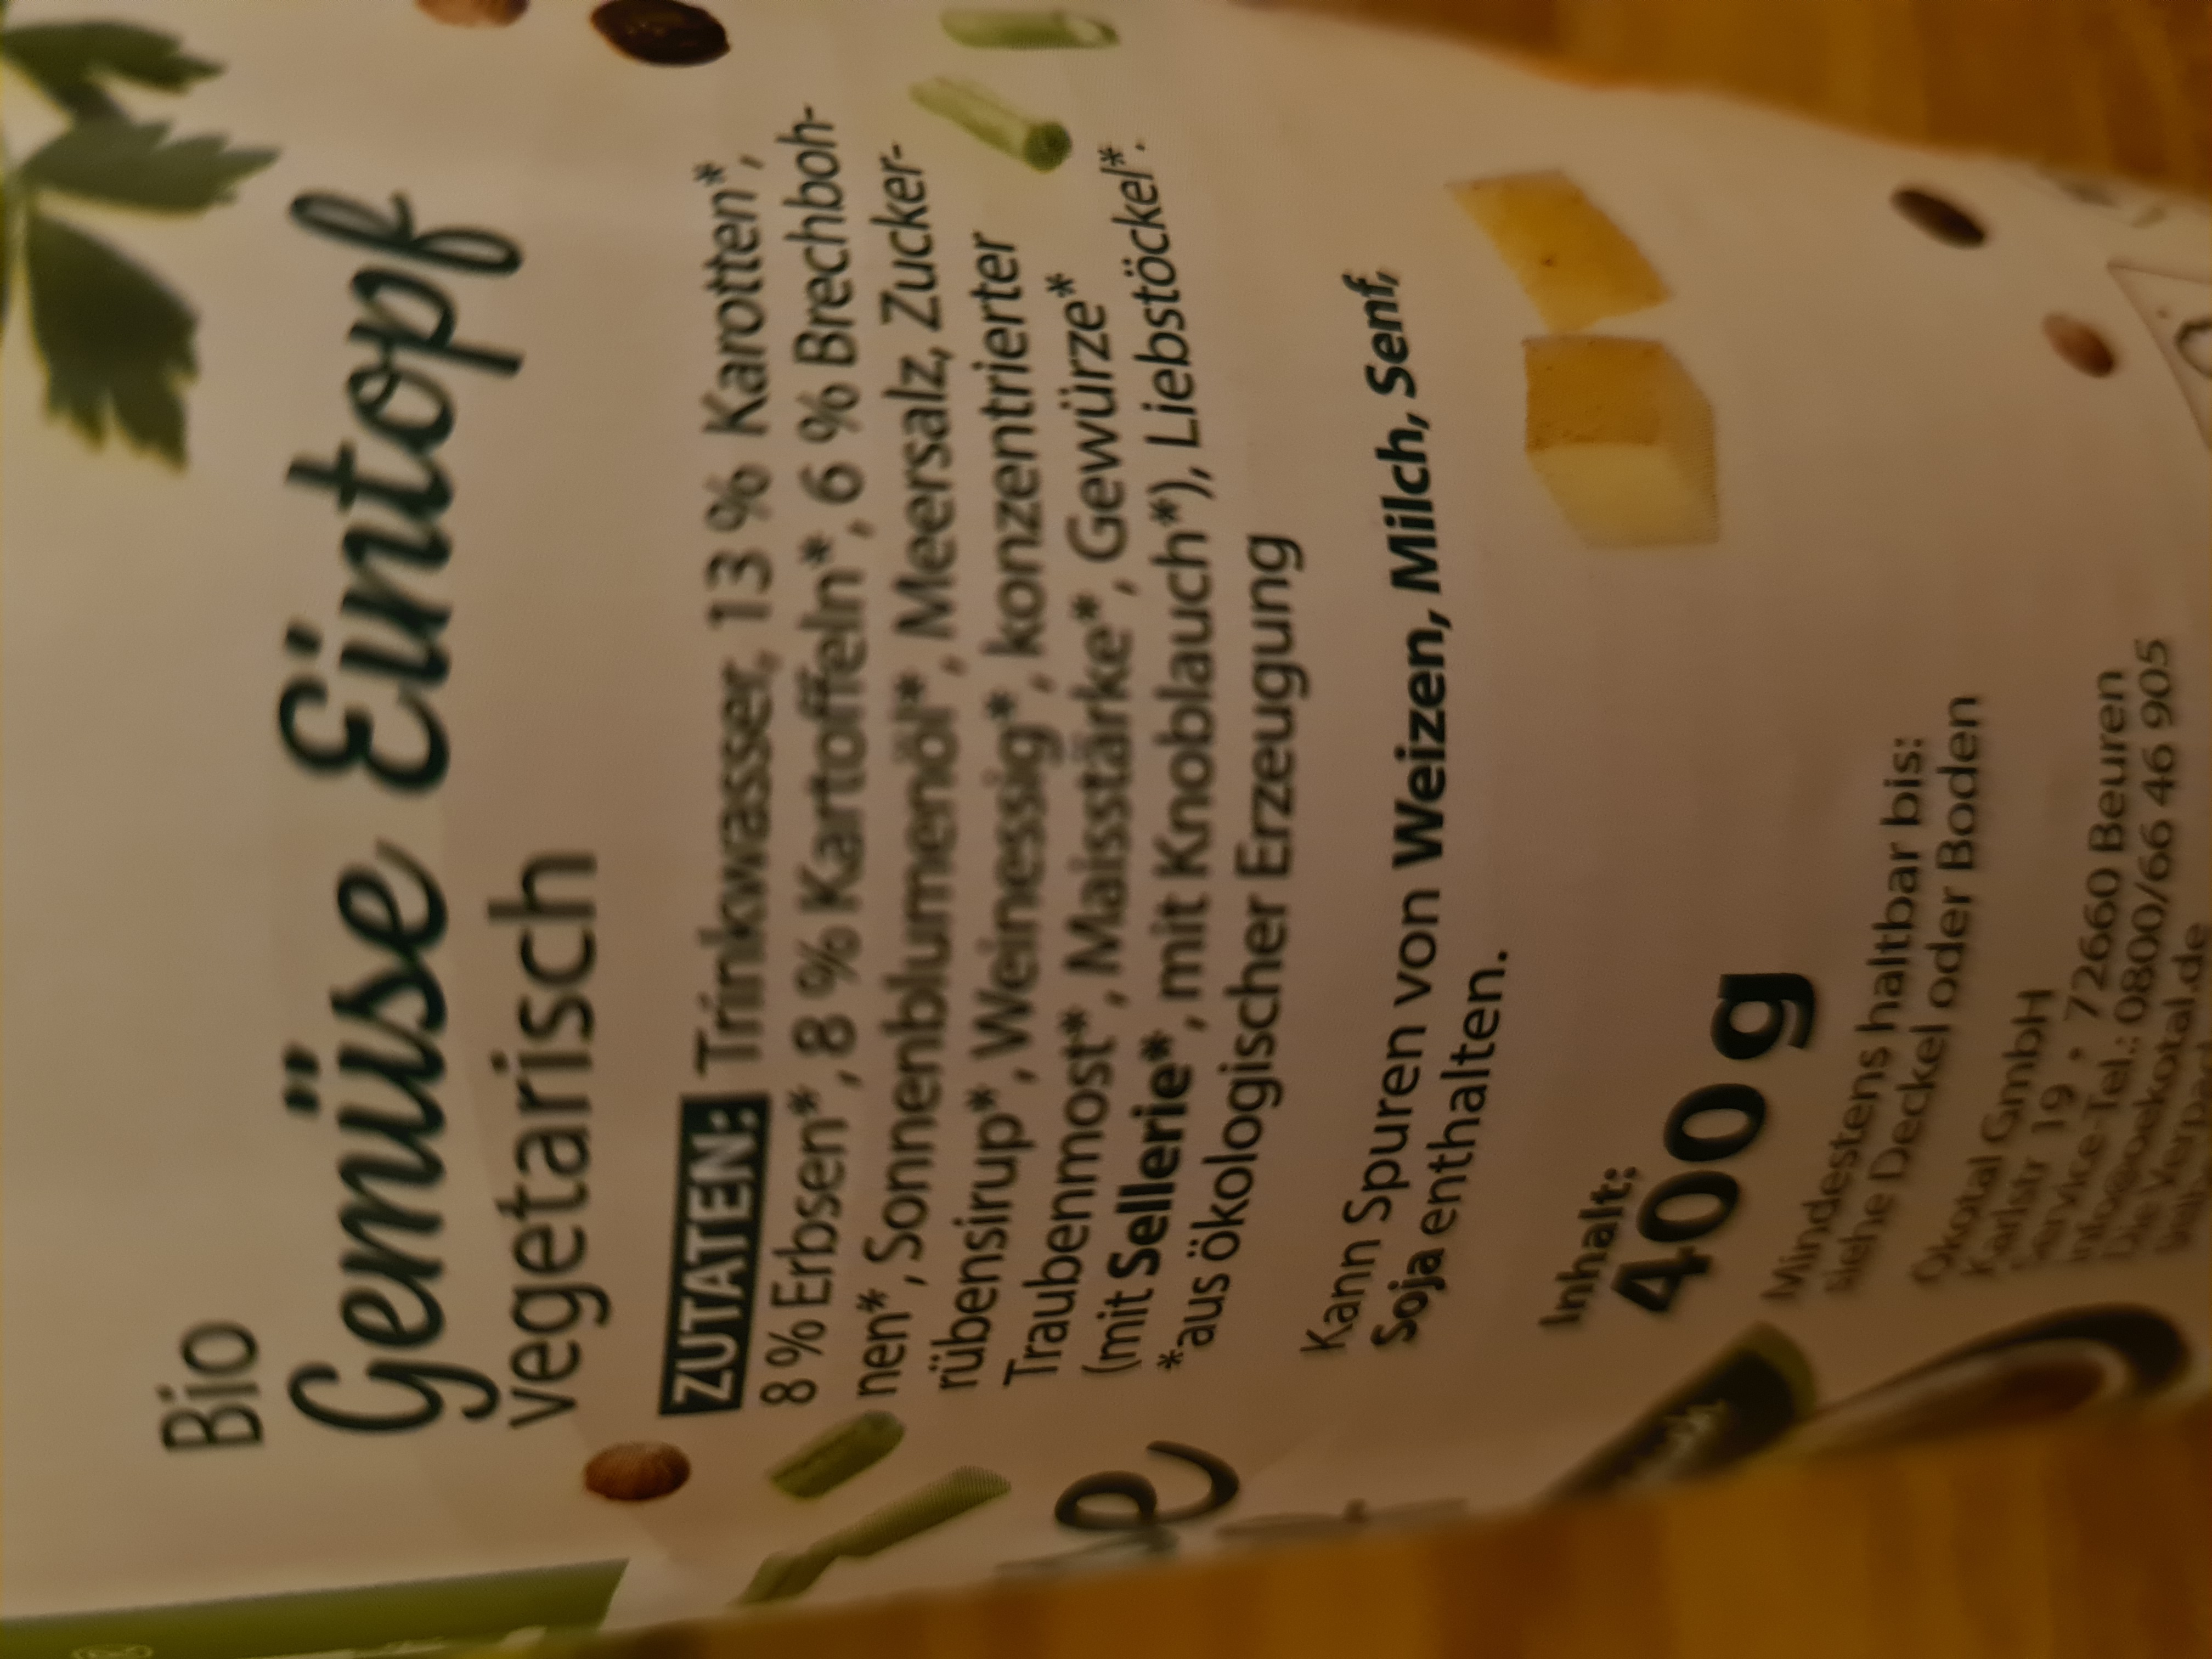 Bio
Gemüse Eintopf
vegetarisch
ZUTATEN: Trinkwasser, 13 % Karotten*,
8 % Erbsen*, 8 % Kartoffeln*, 6 % Brechboh-
nen*, Sonnenblumenöl*, Meersalz, Zucker-
rübensirup*, Weinessig*, konzentrierter
Traubenmost*, Maisstärke*, Gewürze*
(mit Sellerie*, mit Knoblauch*), Liebstöckel*.
*aus ökologischer Erzeugung
Kann Spuren von Weizen, Milch, Senf,
Soja enthalten.
Inhalt:
400 g
Mindestens haltbar bis:
siehe Deckel oder Boden
Ökotal GmbH
Karlstr 19 • 72660 Beuren
Service-Tel.: 0800/66 46 905
info@oekotal.de
Die